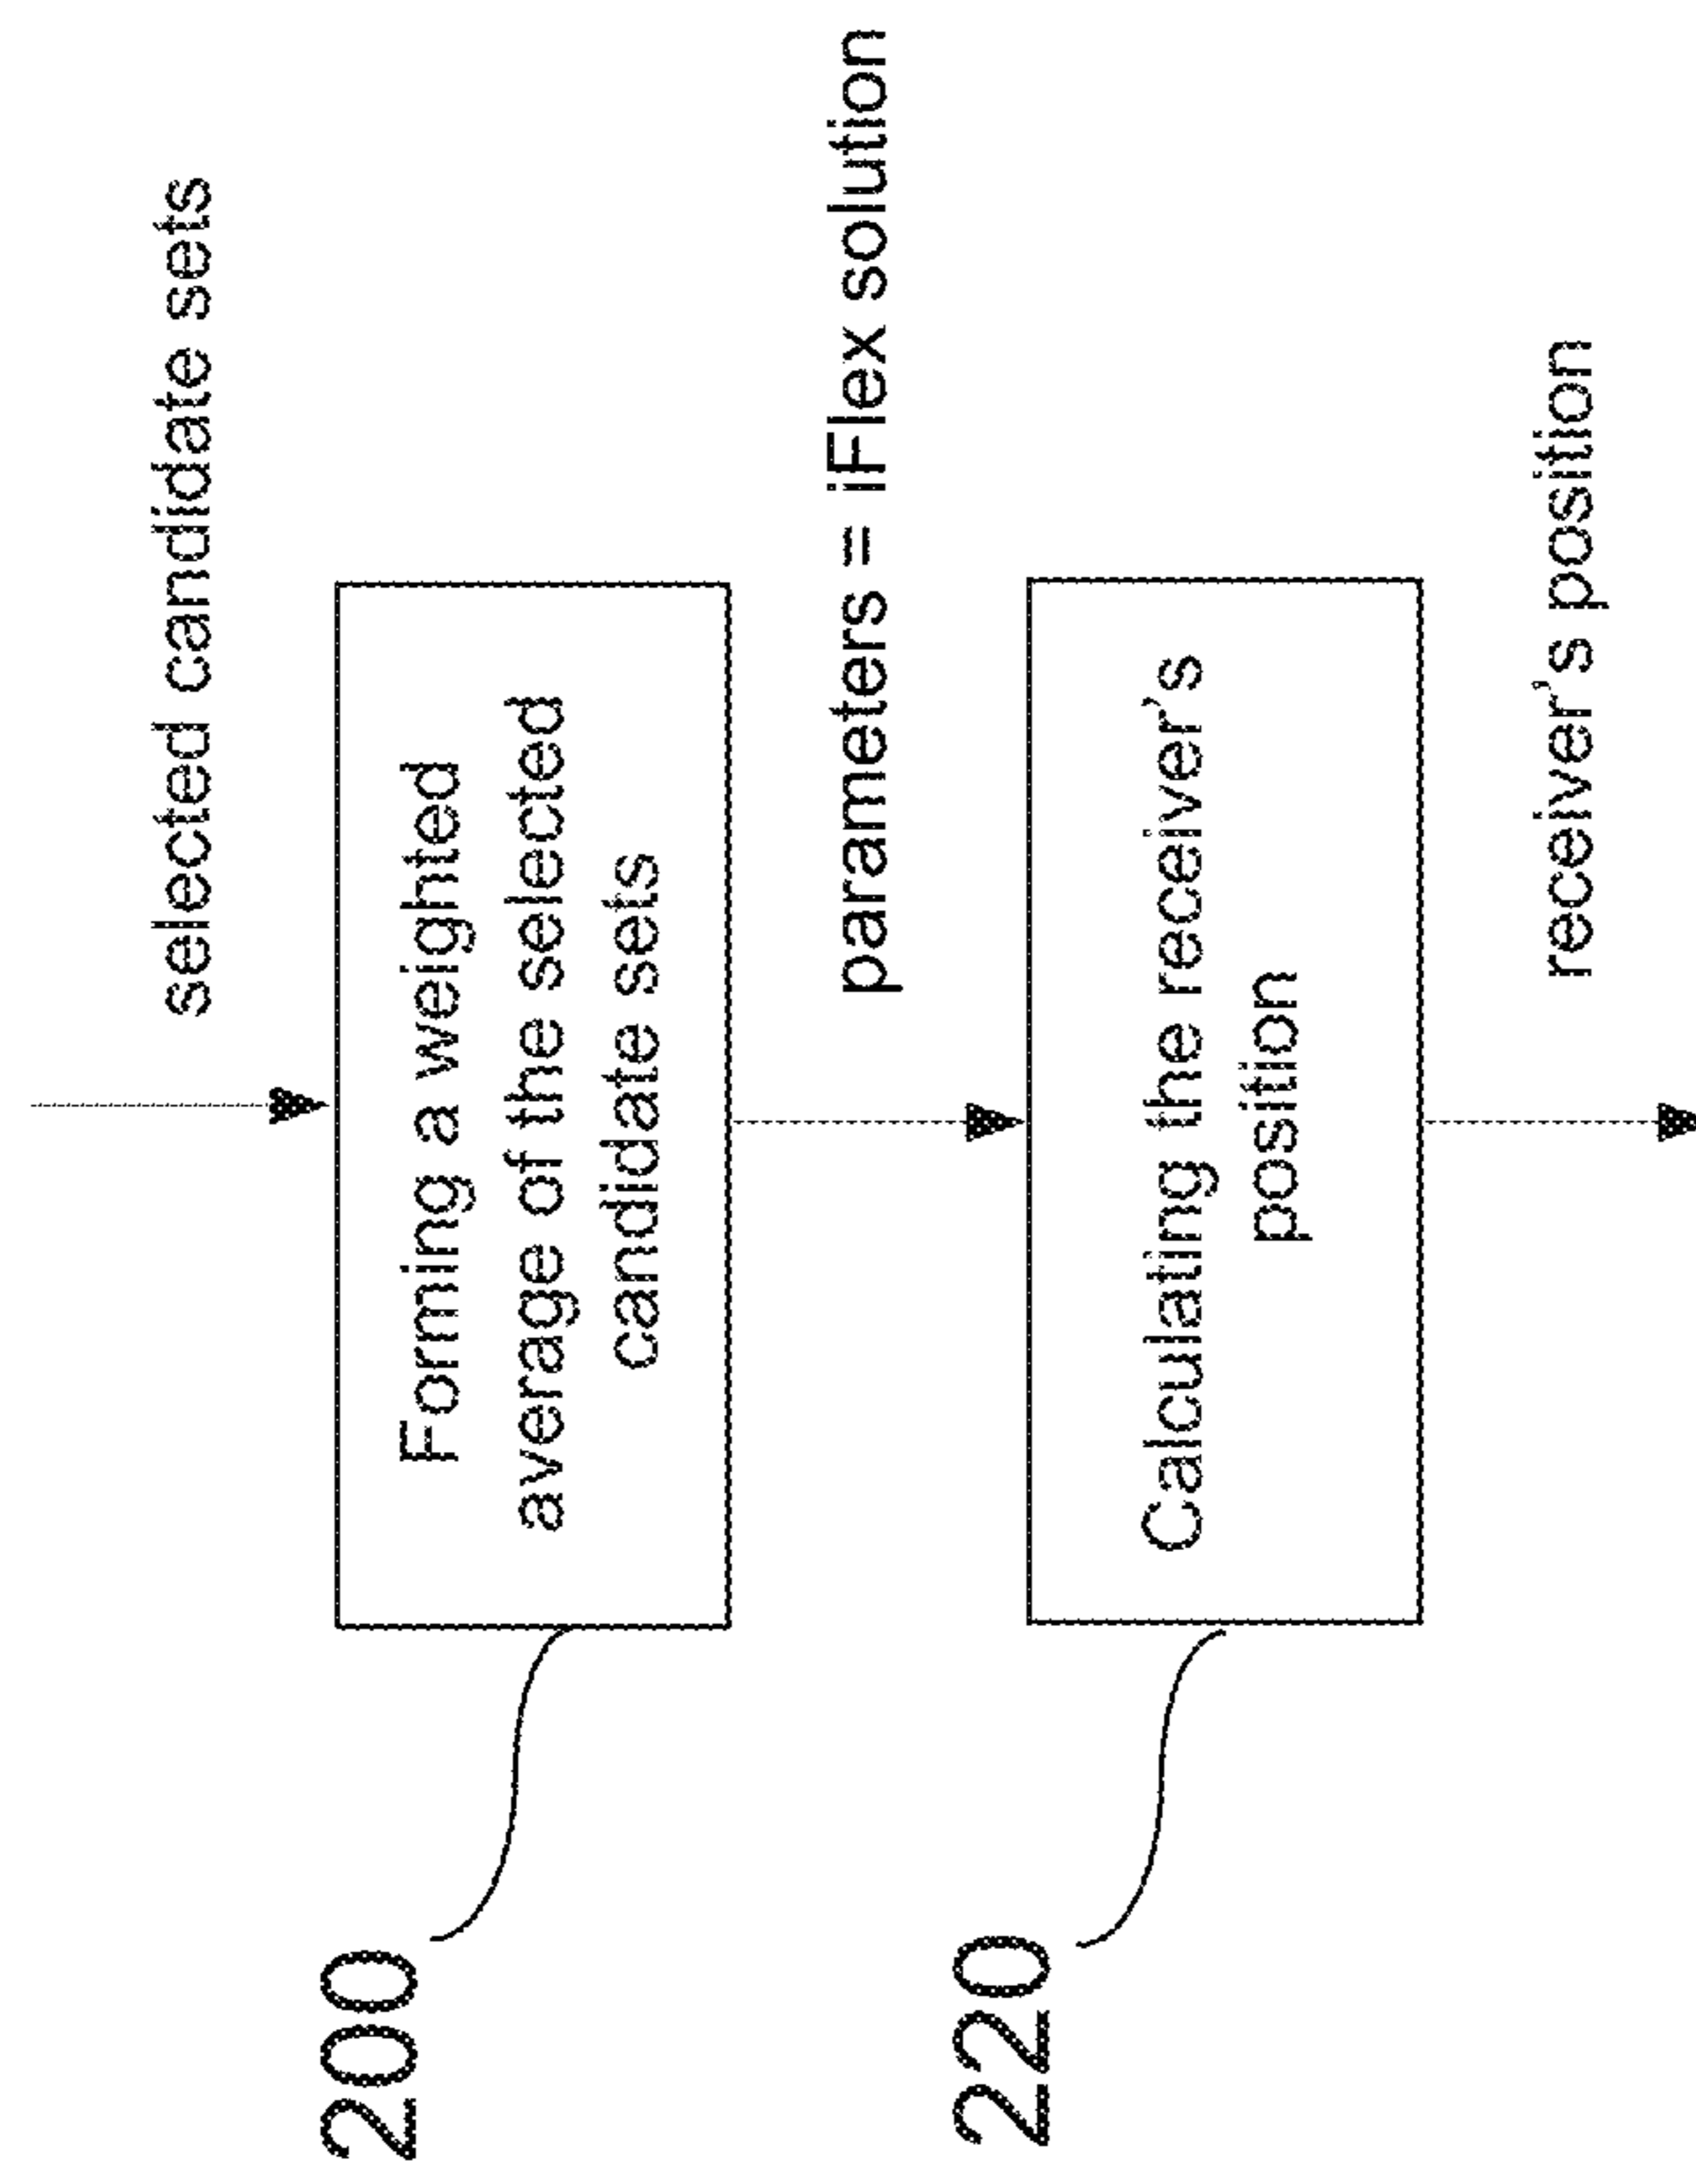 selected candidate sets
200
Forming a weighted
average of the selected
candidate sets
parameters = iFlex solution
220
Calculating the receiver's
position
receiver's position